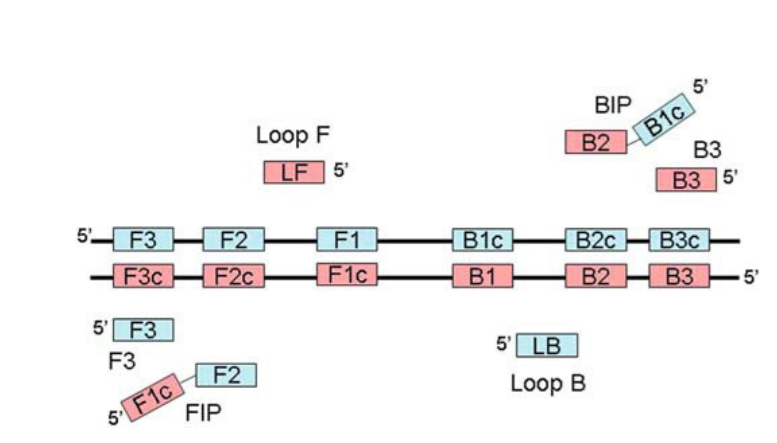 5’
BIP
B1c
B2
Loop F
B3
LF 5’
B3 5’
5’ F3 F2 F1 B1c B2c B3c
F3c F2c F1c B1 B2 B3 5’
5’ F3
5’ LB
F3
F2
Loop B
F1c
5’ FIP